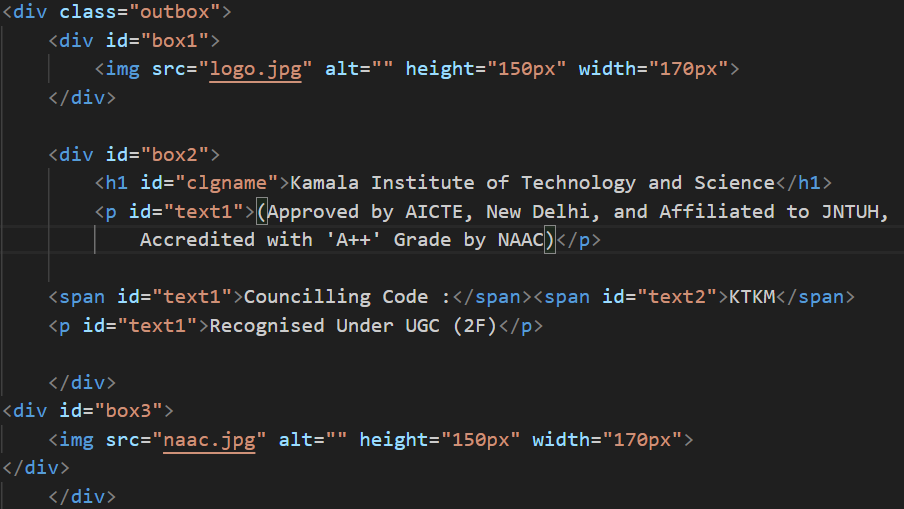 <div class="outbox">
<div id="box1">
<img src="logo.jpg" alt="" height="150px" width="170px">
</div>
<div id="box2">
<h1 id="clgname">Kamala Institute of Technology and Science</h1>
<p id="text1">(Approved by AICTE, New Delhi, and Affiliated to JNTUH,
Accredited with 'A++' Grade by NAAC)</p>
<span id="text1">Councilling Code :</span><span id="text2">KTKM</span>
<p id="text1">Recognised Under UGC (2F)</p>
</div>
<div id="box3">
<img src="naac.jpg" alt="" height="150px" width="170px">
</div>
</div>